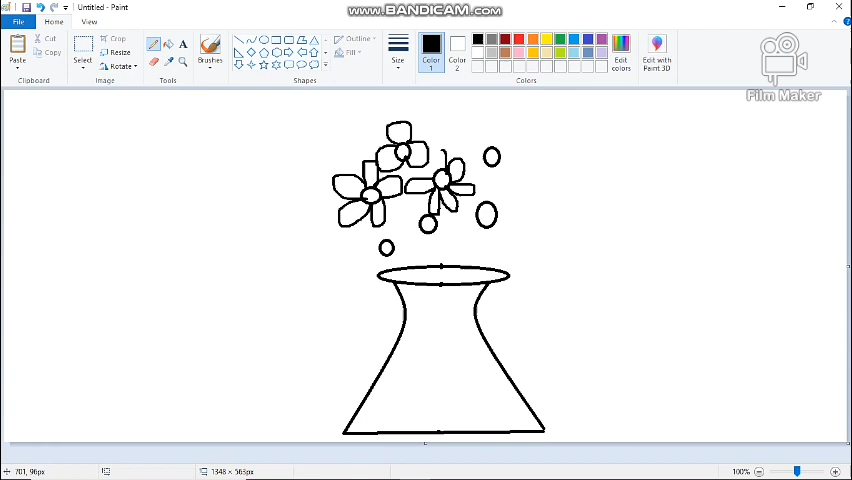 Untitled - Paint
www.BANDICAM.com
File
Home
View
Paste
Cut
Copy
Clipboard
Select
Crop
Resize
Rotate
Image
A
Tools
Brushes
Outline
Fill
Shapes
Size
Color 1
Color 2
Colors
Edit colors
Edit with Paint 3D
Film Maker
701, 96px
1348 × 563px
100%